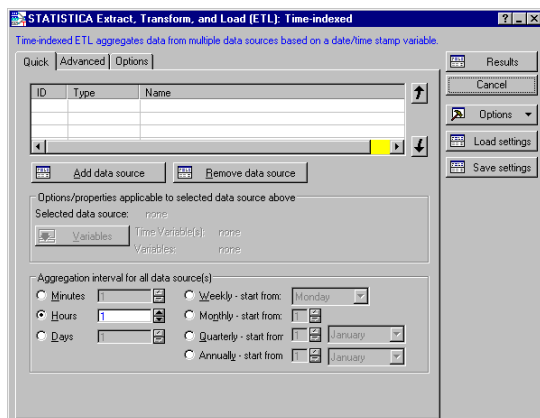 STATISTICA Extract, Transform, and Load (ETL): Time-indexed
Time-indexed ETL aggregates data from multiple data sources based on a date/time stamp variable.
Quick Advanced Options
Results
Cancel
Options
Load settings
Save settings
ID Type Name
Add data source Remove data source
Options/properties applicable to selected data source above
Selected data source: none
Variables Time Variable(s): none
Variables: none
Aggregation interval for all data source(s)
Minutes 1 Weekly - start from: Monday
Hours 1 Monthly - start from: 1
Days 1 Quarterly - start from 1 January
Annually - start from 1 January